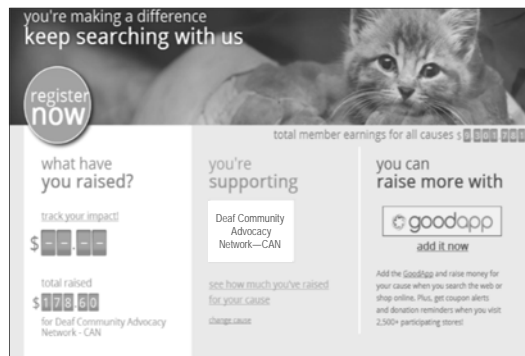 you're making a difference
keep searching with us
register
now
total member earnings for all causes $
what have
you raised?
track your impact!
$--.--
total raised
$178.60
for Deaf Community Advocacy
Network - CAN
you're
supporting
Deaf Community
Advocacy
Network—CAN
see how much you've raised
for your cause
change cause
you can
raise more with
goodapp
add it now
Add the GoodApp and raise money for
your cause when you search the web or
shop online. Plus, get coupon alerts
and donation reminders when you visit
2,500+ participating stores!